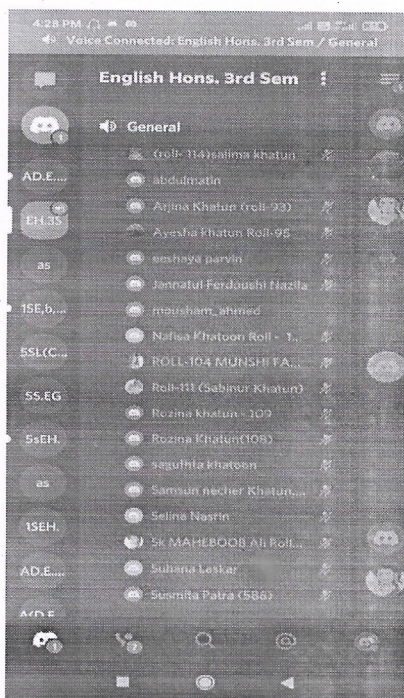 4:28 PM
Voice Connected: English Hons. 3rd Sem / General
English Hons. 3rd Sem
General
(roll- 114)salima khatun
abdulmatin
AD.E....
Arjina Khatun (roll-93)
EH.3S
Ayesha khatun Roll-95
eeshaya parvin
as
Jannatul Ferdoushi Nazila
mousham_ahmed
1SE,b,...
Nafisa Khatoon Roll - 1..
5SL(C...
ROLL-104 MUNSHI FA...
Roll-111 (Sabinur Khatun)
5S.EG
Rozina khatun - 109
Rozina Khatun(108)
5sEH.
sagufhta khatoon
as
Samsun necher Khatun,...
Selina Nasrin
1SEH.
Sk MAHEBOOB Ali Roll...
Suhana Laskar
AD.E....
Susmita Patra (588)